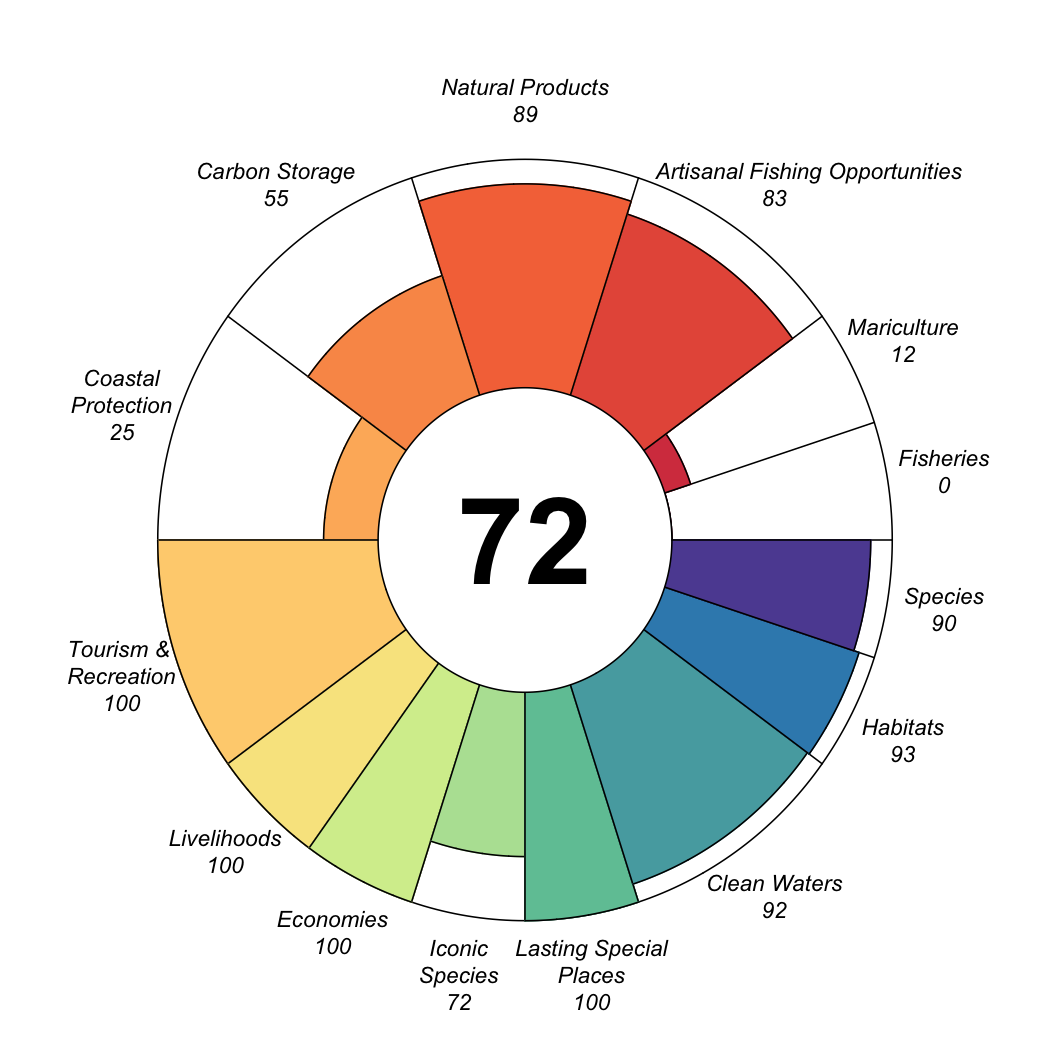 Natural Products
89
Carbon Storage
55
Artisanal Fishing Opportunities
83
Mariculture
12
Coastal
Protection
25
Fisheries
0
72
Species
90
Tourism &
Recreation
100
Habitats
93
Livelihoods
100
Clean Waters
92
Economies
100
Iconic
Species
72
Lasting Special
Places
100